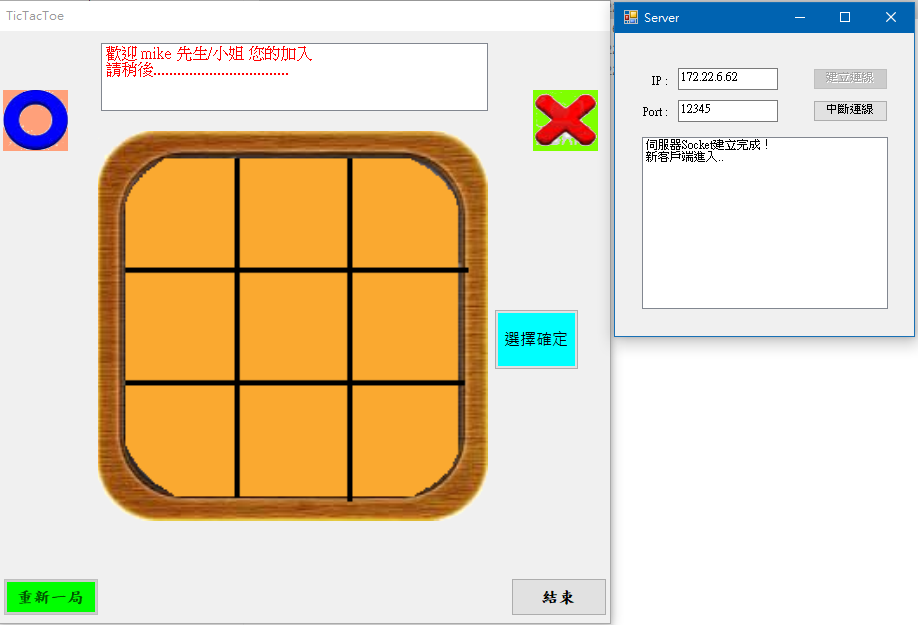 TicTacToe
歡迎 mike 先生/小姐 您的加入
請稍後................................
選擇確定
重新一局
結束
Server
IP :
172.22.6.62
建立連線
Port :
12345
中斷連線
伺服器Socket建立完成！
新客戶端進入..